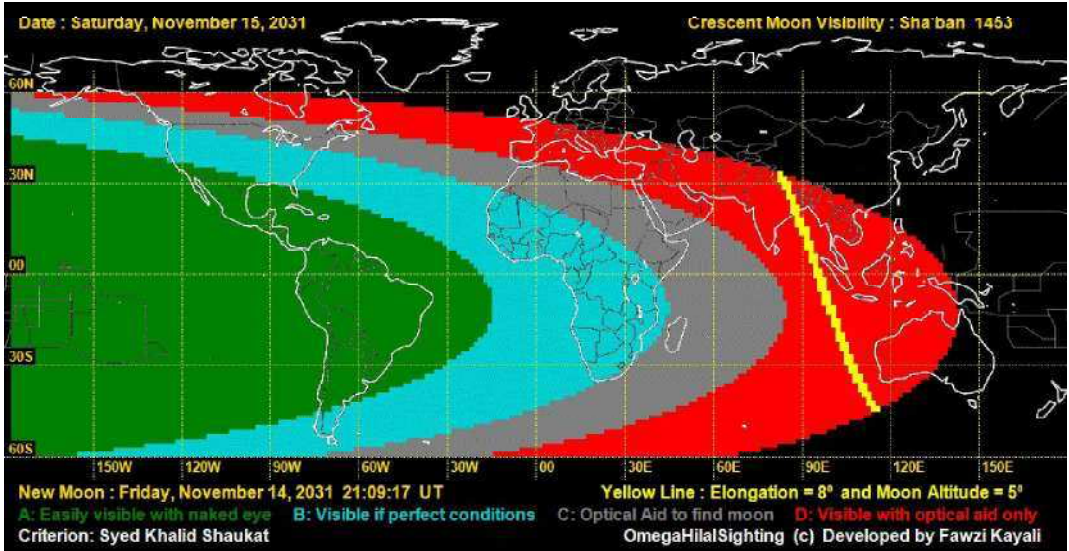 Date : Saturday, November 15, 2031 Crescent Moon Visibility : Sha'ban 1453
60N
30N
00
30S
60S
150W 120W 90W 60W 30W 00 30E 60E 90E 120E 150E
New Moon : Friday, November 14, 2031 21:09:17 UT Yellow Line : Elongation = 8º and Moon Altitude = 5º
A: Easily visible with naked eye B: Visible if perfect conditions C: Optical Aid to find moon D: Visible with optical aid only
Criterion: Syed Khalid Shaukat OmegaHilalSighting (c) Developed by Fawzi Kayali